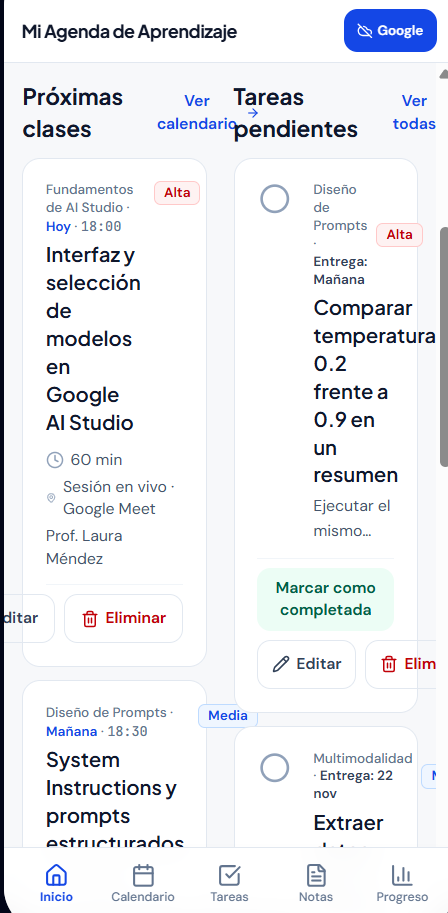 Mi Agenda de Aprendizaje
Google
Próximas
clases
Ver
calendario →
Fundamentos
de AI Studio ·
Hoy · 18:00
Alta
Interfaz y
selección
de
modelos
en
Google
AI Studio
60 min
Sesión en vivo ·
Google Meet
Prof. Laura
Méndez
ditar
Eliminar
Diseño de Prompts ·
Mañana · 18:30
Media
System
Instructions y
prompts
estructurados
Tareas
pendientes
Ver
todas
Diseño
de
Prompts
·
Entrega:
Mañana
Alta
Comparar
temperatura
0.2
frente a
0.9 en
un
resumen
Ejecutar el
mismo...
Marcar como
completada
Editar
Elim
Multimodalidad
· Entrega: 22
nov
Extraer
Inicio
Calendario
Tareas
Notas
Progreso